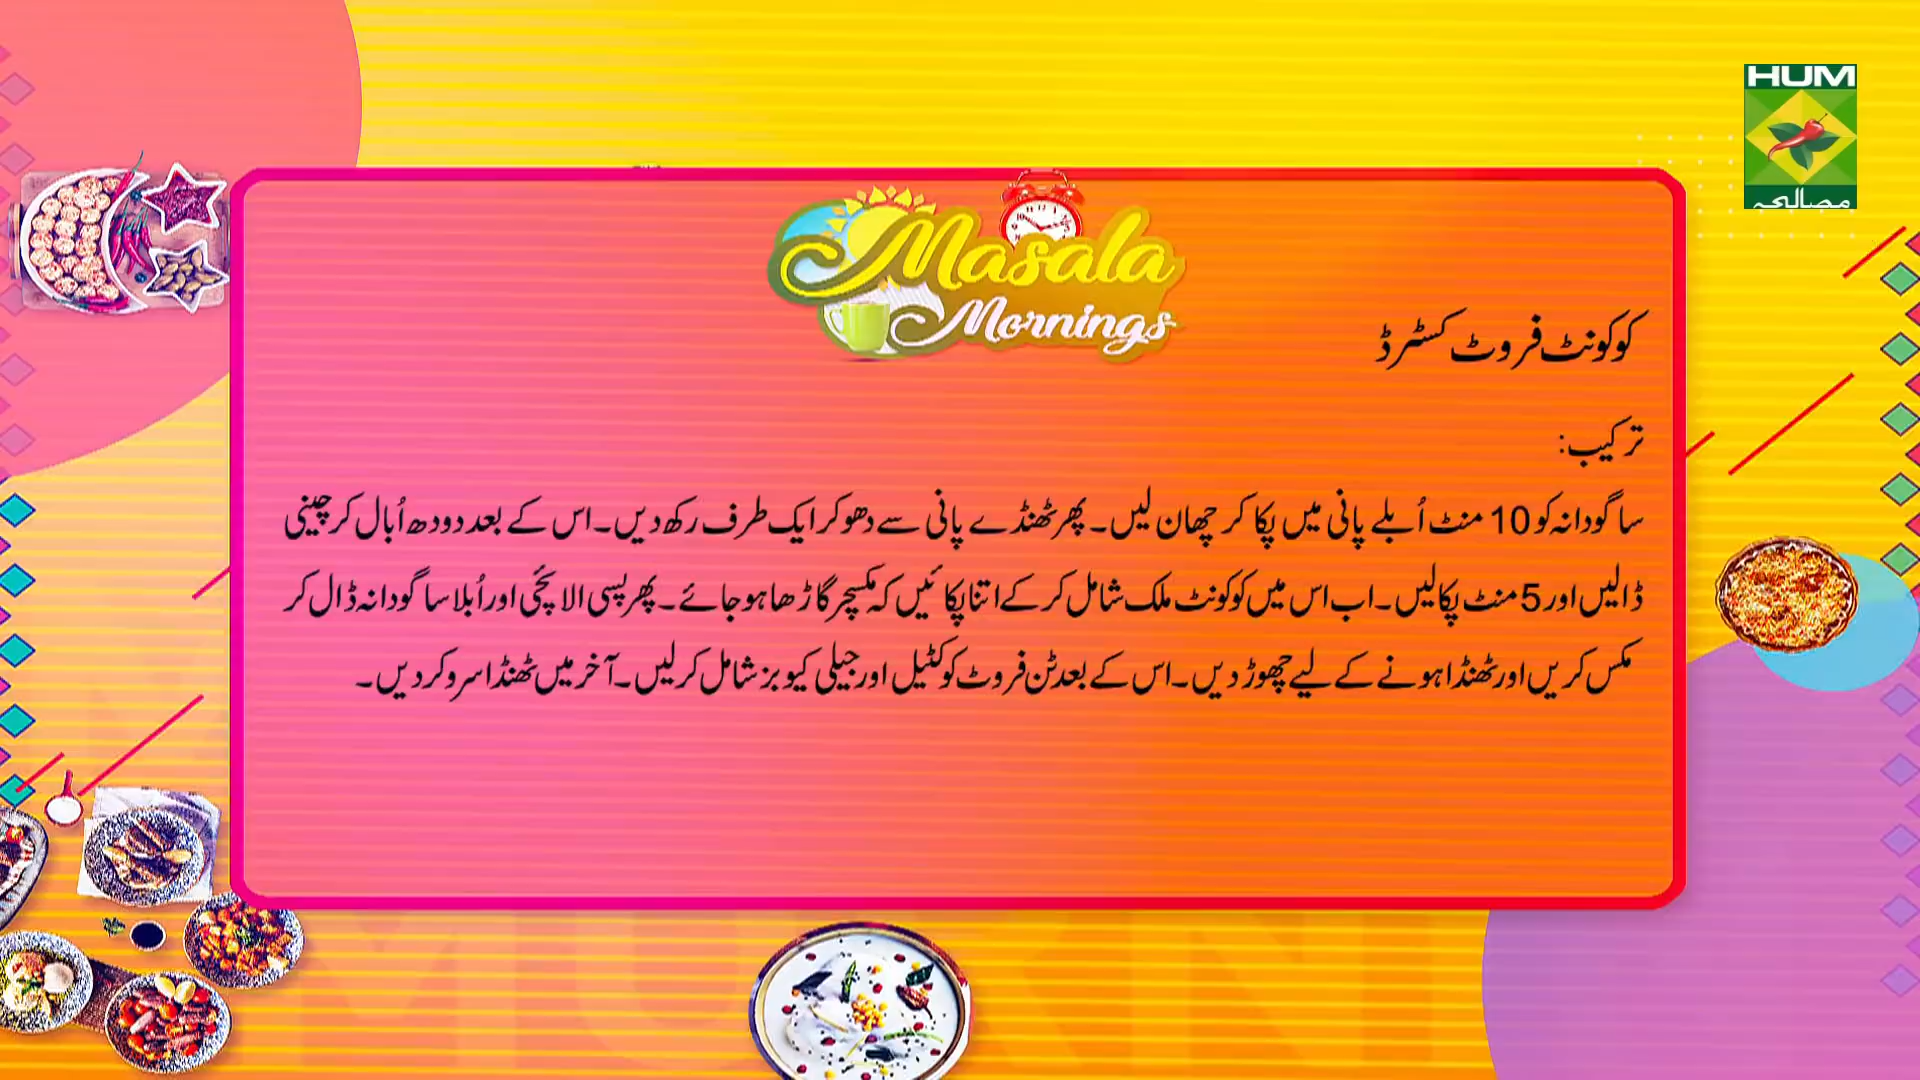 HUM
مصالحہ
Masala
Mornings
کوکونٹ فروٹ کسٹرڈ
ترکیب:
ساگودانہ کو 10 منٹ اُبلے پانی میں پکا کر چھان لیں۔ پھر ٹھنڈے پانی سے دھو کر ایک طرف رکھ دیں۔ اس کے بعد دودھ اُبال کر چینی
ڈالیں اور 5 منٹ پکالیں۔ اب اس میں کوکونٹ ملک شامل کر کے اتنا پکائیں کہ مکسچر گاڑھا ہو جائے۔ پھر پسی الائچی اور اُبلا ساگودانہ ڈال کر
مکس کریں اور ٹھنڈا ہونے کے لیے چھوڑ دیں۔ اس کے بعد ٹن فروٹ کوکٹیل اور جیلی کیوبز شامل کرلیں۔ آخر میں ٹھنڈا سرو کردیں۔